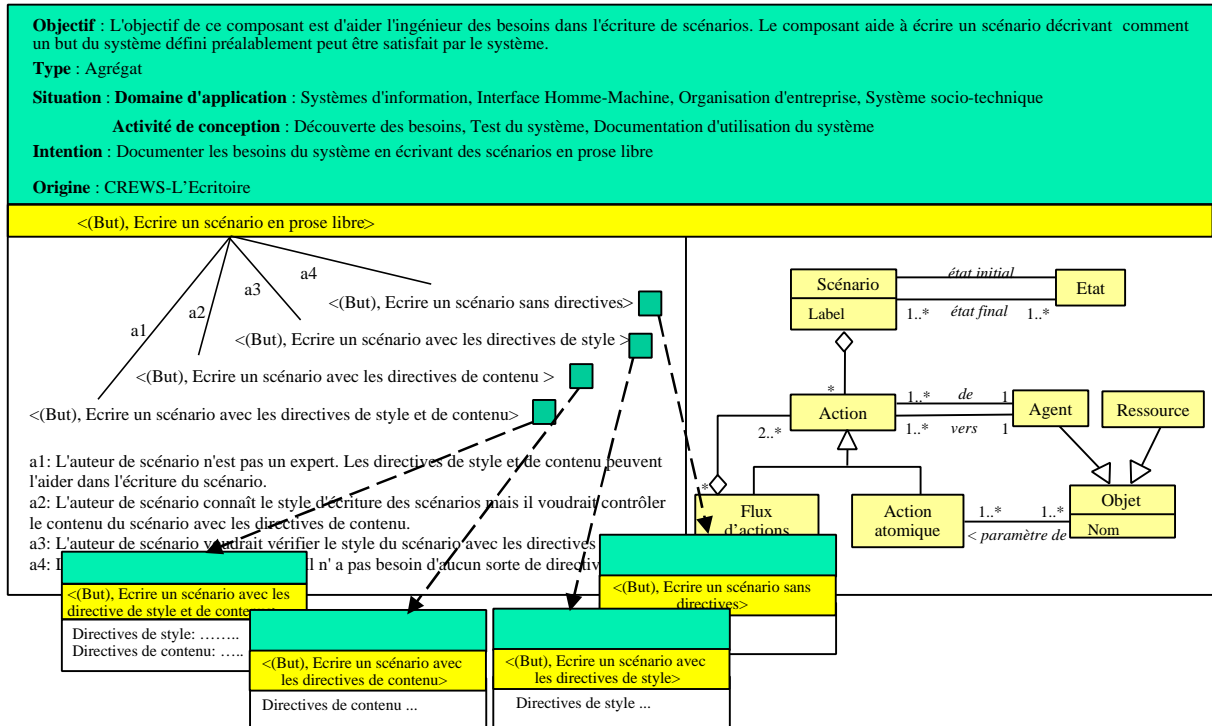 Objectif : L'objectif de ce composant est d'aider l'ingénieur des besoins dans l'écriture de scénarios. Le composant aide à écrire un scénario décrivant comment
un but du système défini préalablement peut être satisfait par le système.
Type : Agrégat
Situation : Domaine d'application : Systèmes d'information, Interface Homme-Machine, Organisation d'entreprise, Système socio-technique
Activité de conception : Découverte des besoins, Test du système, Documentation d'utilisation du système
Intention : Documenter les besoins du système en écrivant des scénarios en prose libre
Origine : CREWS-L'Ecritoire
<(But), Ecrire un scénario en prose libre>
a4
a3
a2
a1
<(But), Ecrire un scénario sans directives>
<(But), Ecrire un scénario avec les directives de style >
<(But), Ecrire un scénario avec les directives de contenu >
<(But), Ecrire un scénario avec les directives de style et de contenu>
a1: L'auteur de scénario n'est pas un expert. Les directives de style et de contenu peuvent
l'aider dans l'écriture du scénario.
a2: L'auteur de scénario connaît le style d'écriture des scénarios mais il voudrait contrôler
le contenu du scénario avec les directives de contenu.
a3: L'auteur de scénario voudrait vérifier le style du scénario avec les directives
a4:
n' a pas besoin d'aucun sorte de directiv
Scénario
Label
état initial
1..* état final 1..*
Etat
*
Action
1..* de 1
1..* vers 1
Agent
Ressource
2..*
*
Flux
d'actions
Action
atomique
1..* 1..*
< paramètre de
Objet
Nom
<(But), Ecrire un scénario avec les
directive de style et de contenu>
Directives de style: ……..
Directives de contenu: …..
<(But), Ecrire un scénario avec
les directives de contenu>
Directives de contenu ...
<(But), Ecrire un scénario avec
les directives de style>
Directives de style ...
<(But), Ecrire un scénario sans
directives>